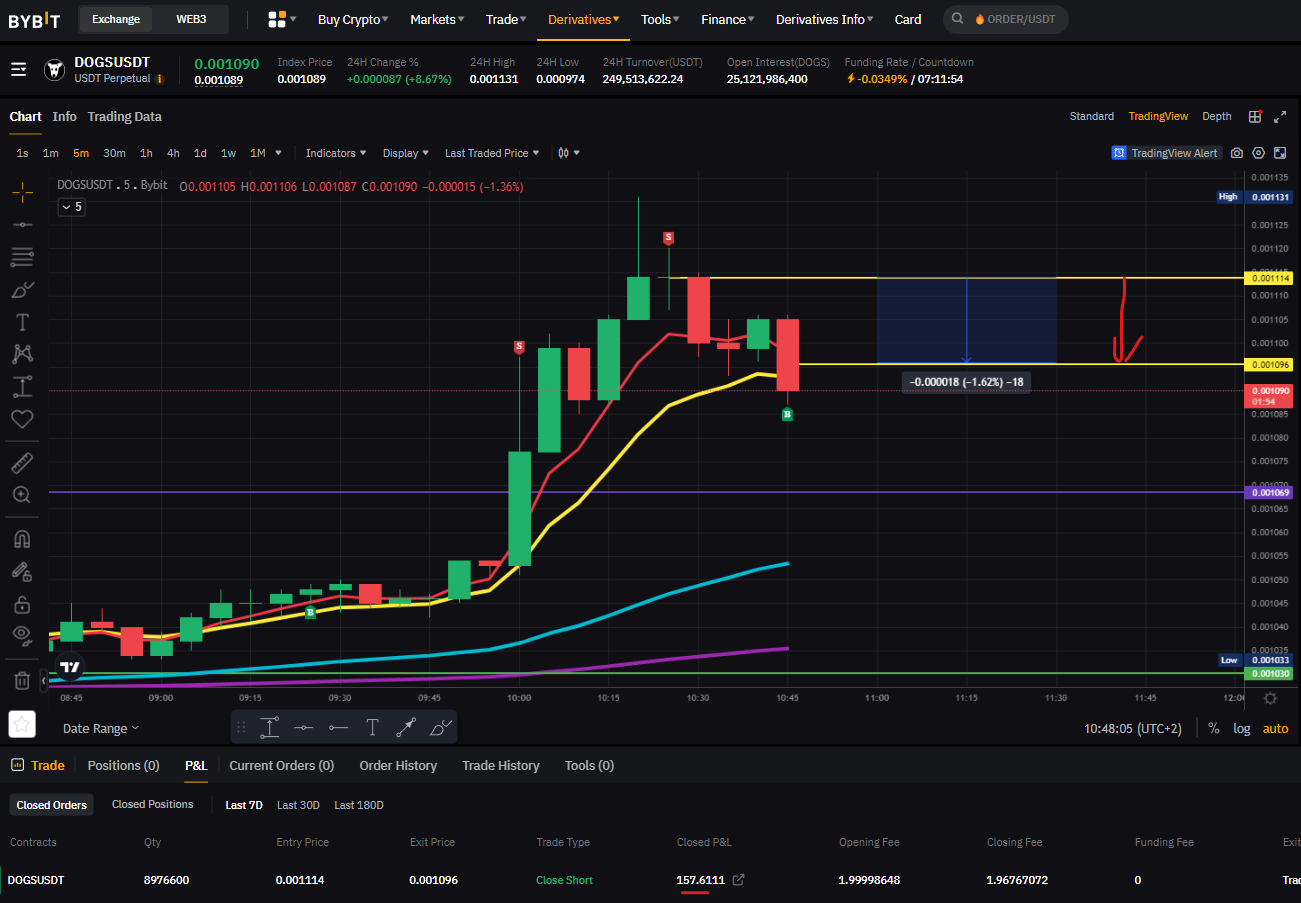 BYBIT Exchange WEB3 Buy Crypto Markets Trade Derivatives Tools Finance Derivatives Info Card ORDER/USDT
DOGSUSDT
USDT Perpetual
0.001090
0.001089
Index Price
0.001089
24H Change %
+0.000087 (+8.67%)
24H High
0.001131
24H Low
0.000974
24H Turnover(USDT)
249,513,622.24
Open Interest(DOGS)
25,121,986,400
Funding Rate / Countdown
-0.0349% / 07:11:54
Chart Info Trading Data
Standard TradingView Depth
1s 1m 5m 30m 1h 4h 1d 1w 1M Indicators Display Last Traded Price TradingView Alert
DOGSUSDT . 5 . Bybit O0.001105 H0.001106 L0.001087 C0.001090 −0.000015 (−1.36%)
5
0.001135
High 0.001131
0.001125
0.001120
0.001114
0.001110
0.001105
0.001100
0.001096
0.001090
01:54
0.001085
0.001080
0.001075
0.001069
0.001065
0.001060
0.001055
0.001050
0.001045
0.001040
0.001035
Low 0.001033
0.001030
S
S
B
B
−0.000018 (−1.62%) −18
08:45 09:00 09:15 09:30 09:45 10:00 10:15 10:30 10:45 11:00 11:15 11:30 11:45
Date Range
10:48:05 (UTC+2) % log auto
Trade Positions (0) P&L Current Orders (0) Order History Trade History Tools (0)
Closed Orders Closed Positions Last 7D Last 30D Last 180D
Contracts Qty Entry Price Exit Price Trade Type Closed P&L Opening Fee Closing Fee Funding Fee
DOGSUSDT 8976600 0.001114 0.001096 Close Short 157.6111 1.99998648 1.96767072 0